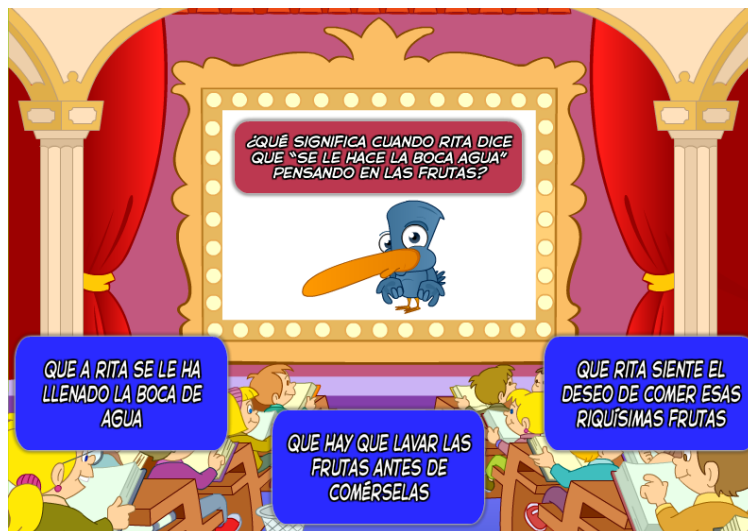 ¿QUÉ SIGNIFICA CUANDO RITA DICE
QUE "SE LE HACE LA BOCA AGUA"
PENSANDO EN LAS FRUTAS?
QUE A RITA SE LE HA
LLENADO LA BOCA DE
AGUA
QUE HAY QUE LAVAR LAS
FRUTAS ANTES DE
COMÉRSELAS
QUE RITA SIENTE EL
DESEO DE COMER ESAS
RIQUÍSIMAS FRUTAS